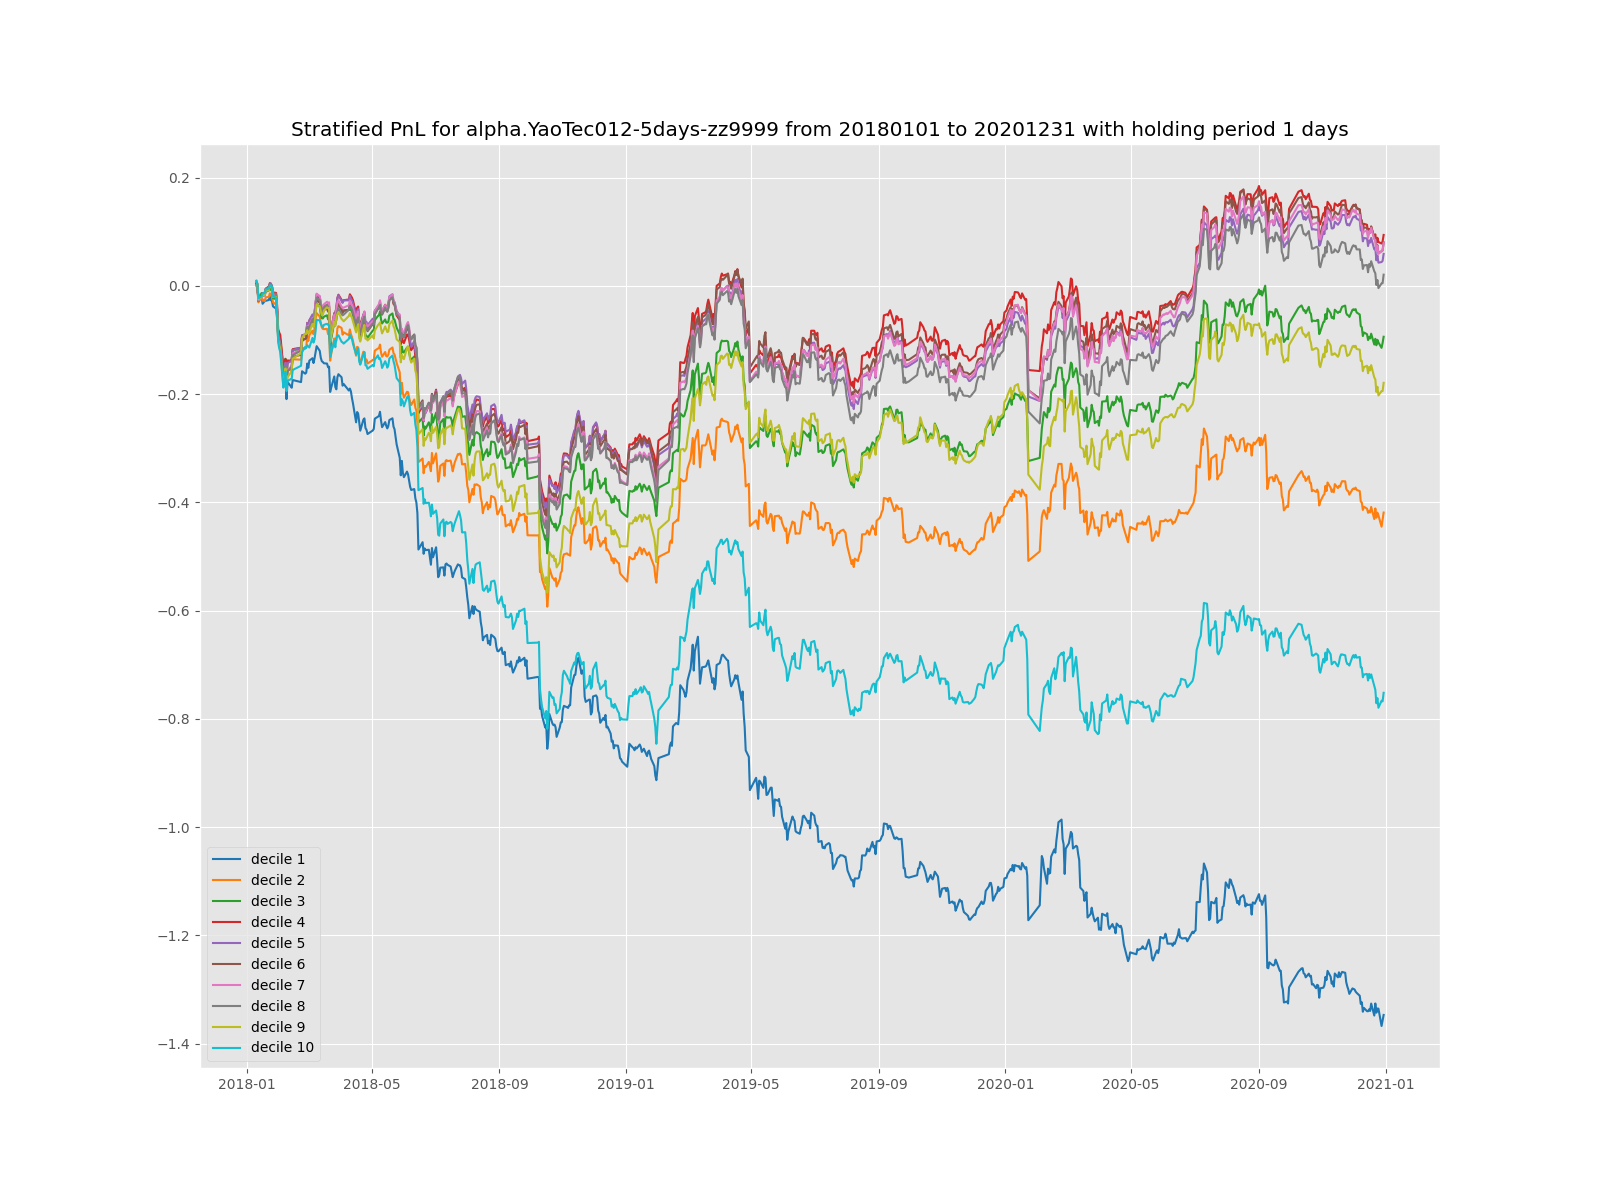 Stratified PnL for alpha.YaoTec012-5days-zz9999 from 20180101 to 20201231 with holding period 1 days
0.2
0.0
−0.2
−0.4
−0.6
−0.8
−1.0
−1.2
−1.4
decile 1
decile 2
decile 3
decile 4
decile 5
decile 6
decile 7
decile 8
decile 9
decile 10
2018-01 2018-05 2018-09 2019-01 2019-05 2019-09 2020-01 2020-05 2020-09 2021-01